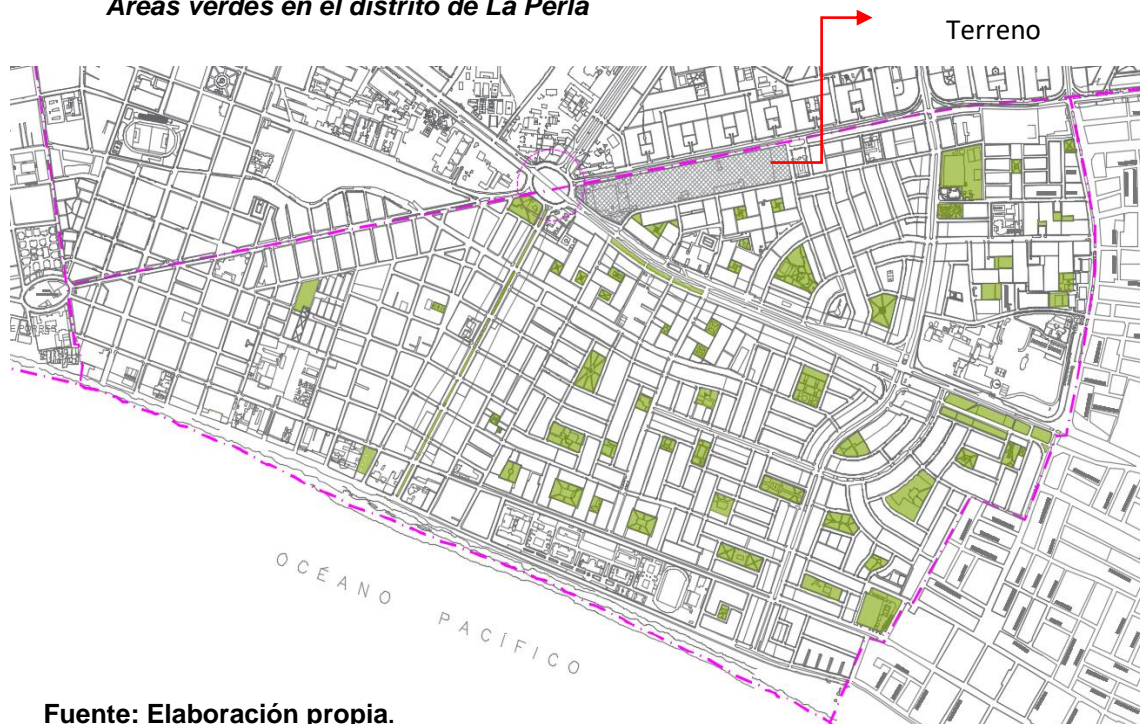 Áreas verdes en el distrito de La Perla
Terreno
OCÉANO PACÍFICO
Fuente: Elaboración propia.